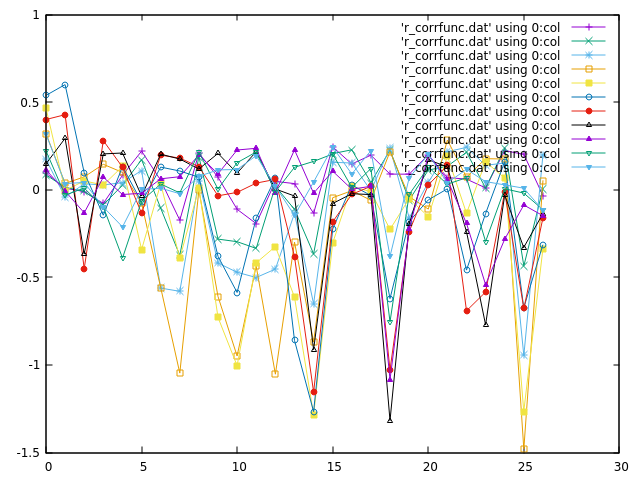 1
'r_corrfunc.dat' using 0:col
'r_corrfunc.dat' using 0:col
'r_corrfunc.dat' using 0:col
'r_corrfunc.dat' using 0:col
'r_corrfunc.dat' using 0:col
0.5
'r_corrfunc.dat' using 0:col
'r_corrfunc.dat' using 0:col
'r_corrfunc.dat' using 0:col
'r_corrfunc.dat' using 0:col
'r_corrfunc.dat' using 0:col
'r_corrfunc.dat' using 0:col
0
-0.5
-1
-1.5
0 5 10 15 20 25 30